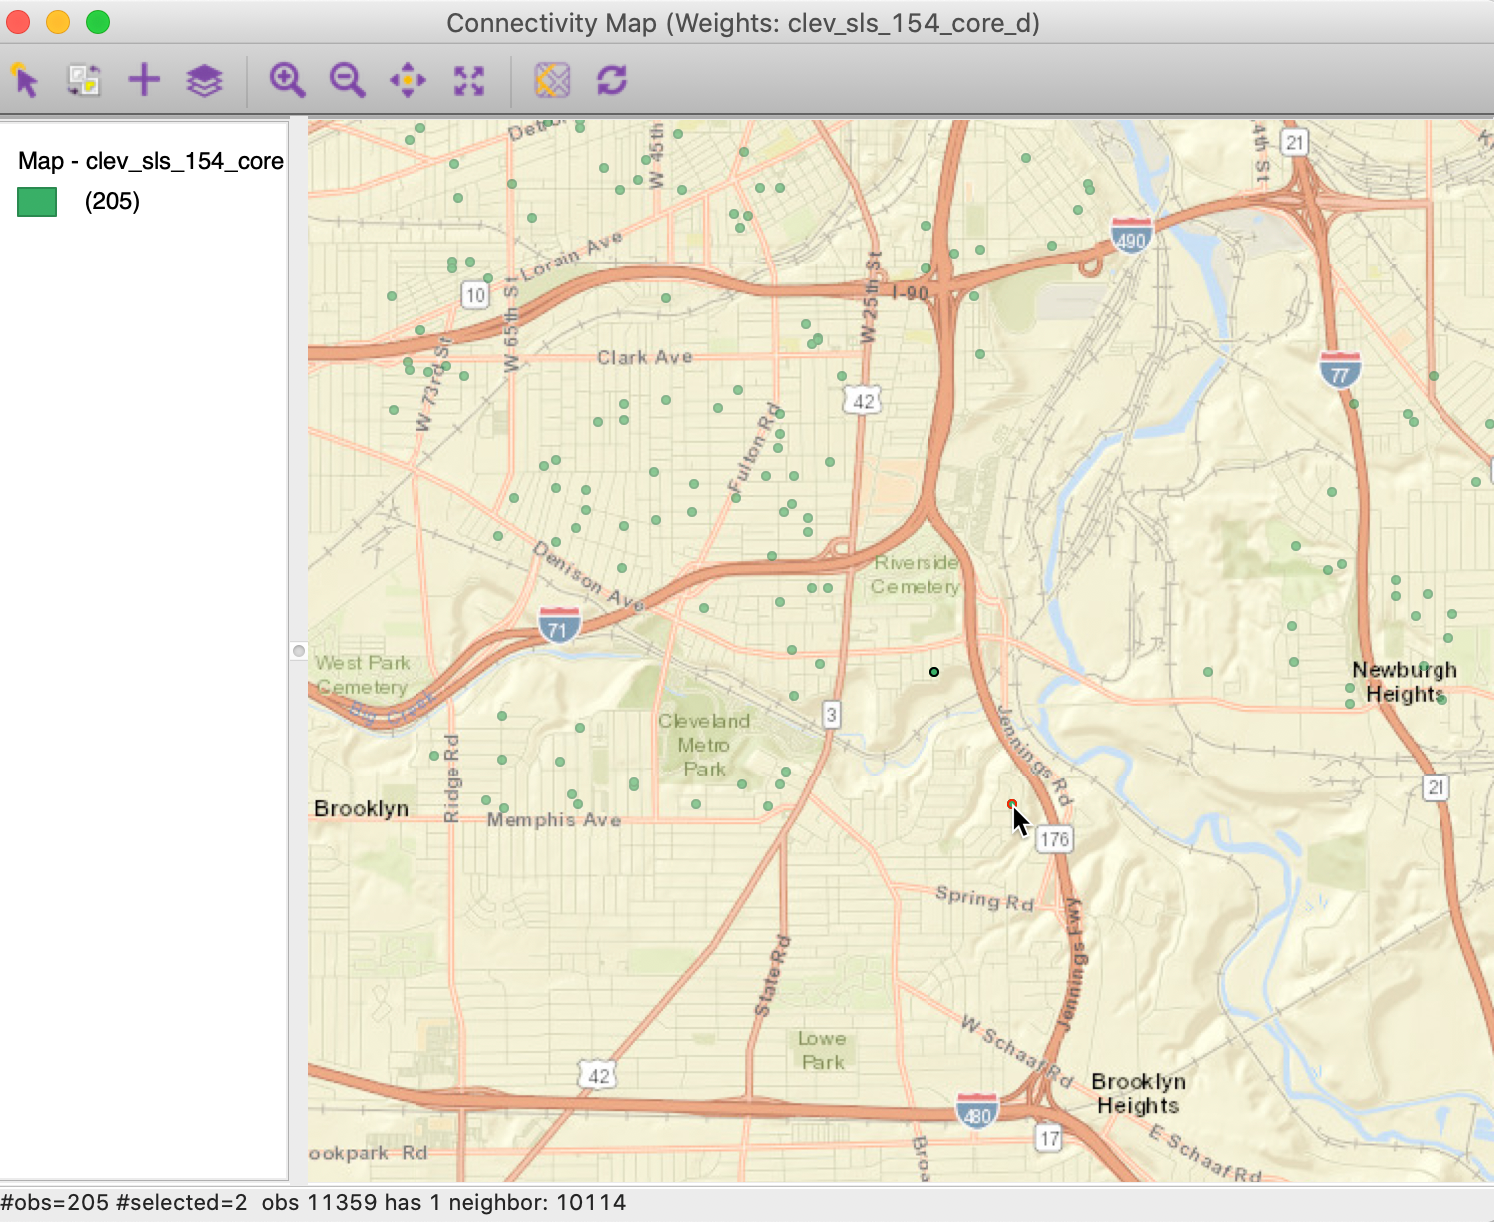 Connectivity Map (Weights: clev_sls_154_core_d)
Map - clev_sls_154_core
(205)
W 45th
4th St
21
490
Lorain Ave
10
W 65th St
W 25th St
I-90
Clark Ave
W 73rd St
42
77
Fulton Rd
Denison Ave
Riverside
Cemetery
71
West Park
Cemetery
Big Creek
Newburgh
Heights
3
Cleveland
Metro
Park
Jennings Rd
Ridge Rd
Brooklyn
Memphis Ave
21
176
Spring Rd
Jennings Fwy
State Rd
W Schaaf Rd
Lowe
Park
42
Brooklyn
Heights
480
17
E Schaaf Rd
ookpark Rd
#obs=205 #selected=2 obs 11359 has 1 neighbor: 10114